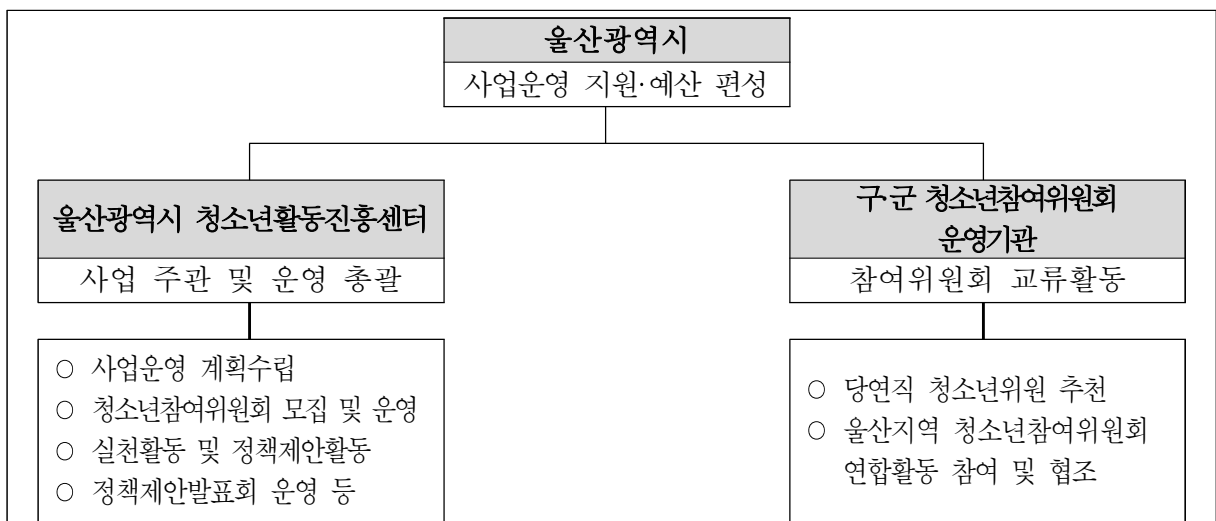 울산광역시
사업운영 지원·예산 편성
울산광역시 청소년활동진흥센터
사업 주관 및 운영 총괄
○ 사업운영 계획수립
○ 청소년참여위원회 모집 및 운영
○ 실천활동 및 정책제안활동
○ 정책제안발표회 운영 등
구·군 청소년참여위원회
운영기관
참여위원회 교류활동
○ 당연직 청소년위원 추천
○ 울산지역 청소년참여위원회
연합활동 참여 및 협조